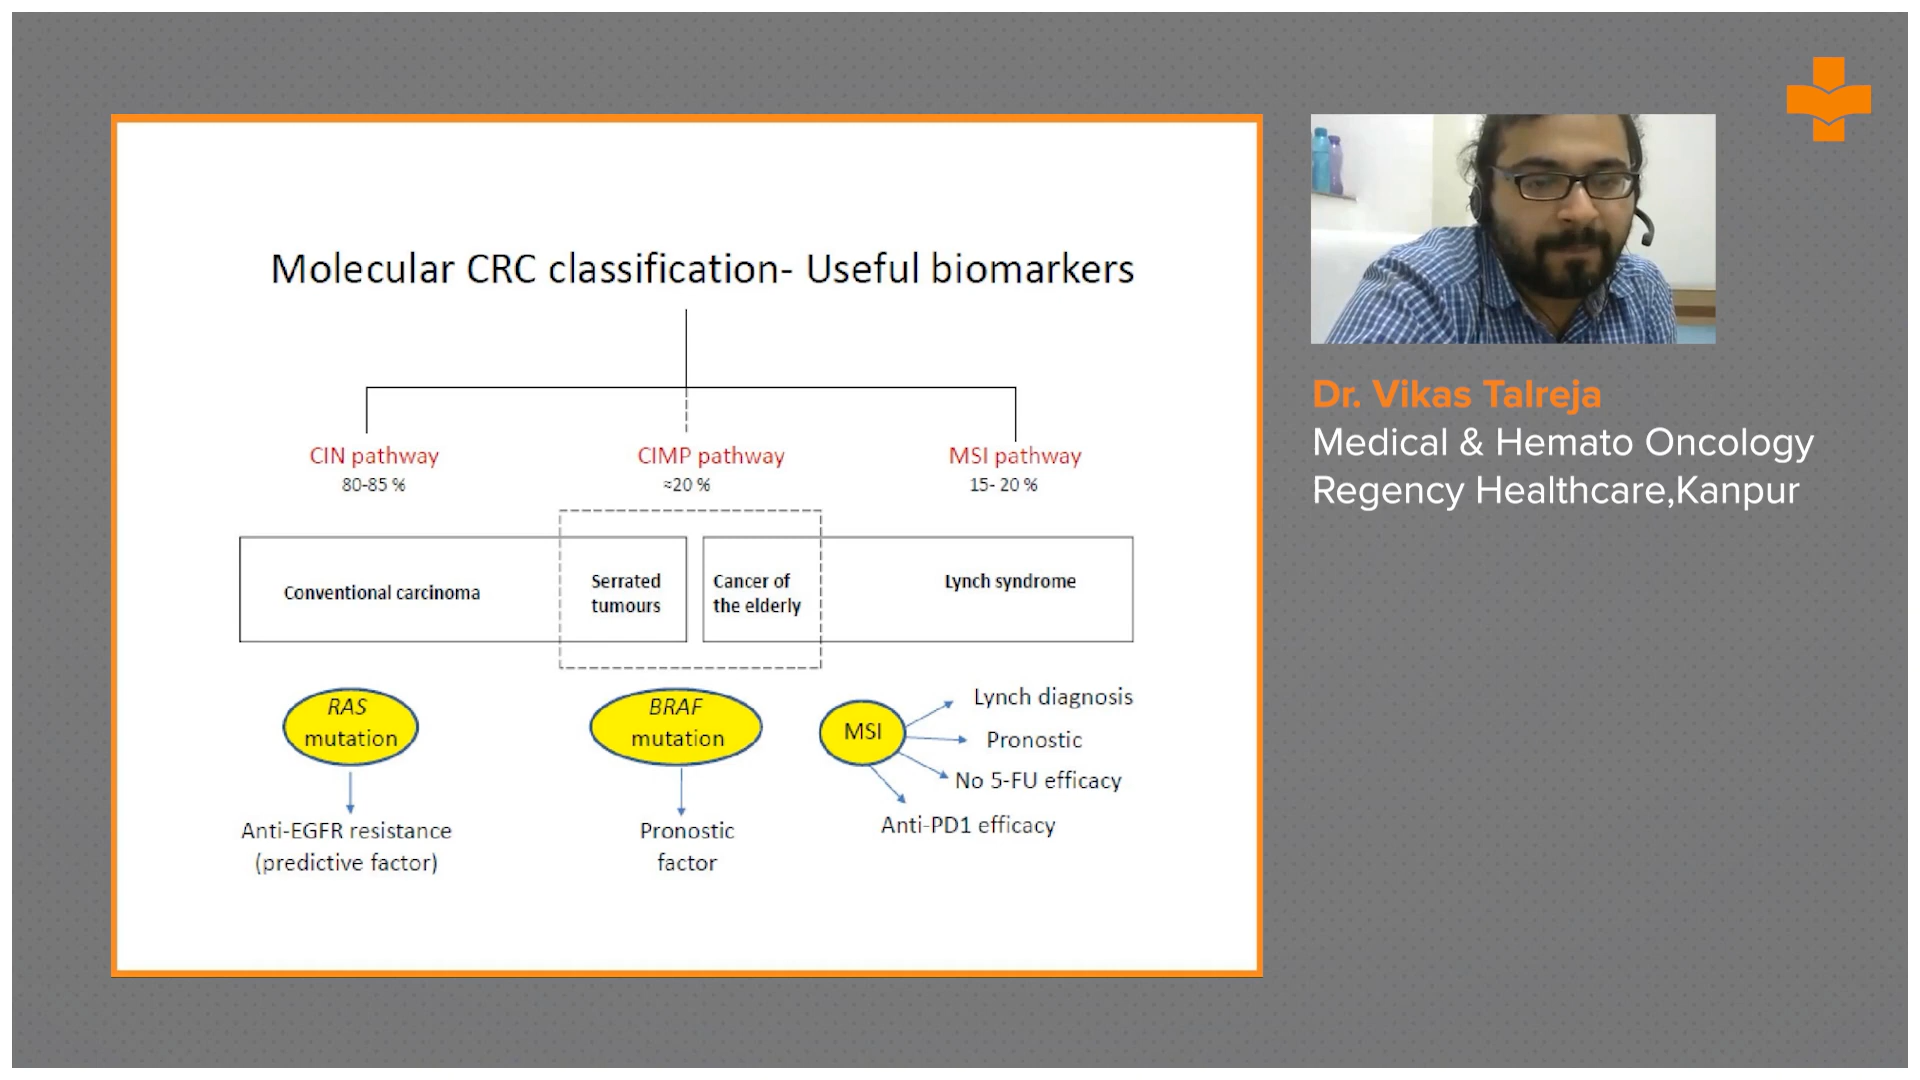 Molecular CRC classification- Useful biomarkers
CIN pathway
80-85 %
CIMP pathway
≈20 %
MSI pathway
15- 20 %
Conventional carcinoma
Serrated
tumours
Cancer of
the elderly
Lynch syndrome
RAS
mutation
Anti-EGFR resistance
(predictive factor)
BRAF
mutation
Pronostic
factor
MSI
Lynch diagnosis
Pronostic
No 5-FU efficacy
Anti-PD1 efficacy
Dr. Vikas Talreja
Medical & Hemato Oncology
Regency Healthcare,Kanpur